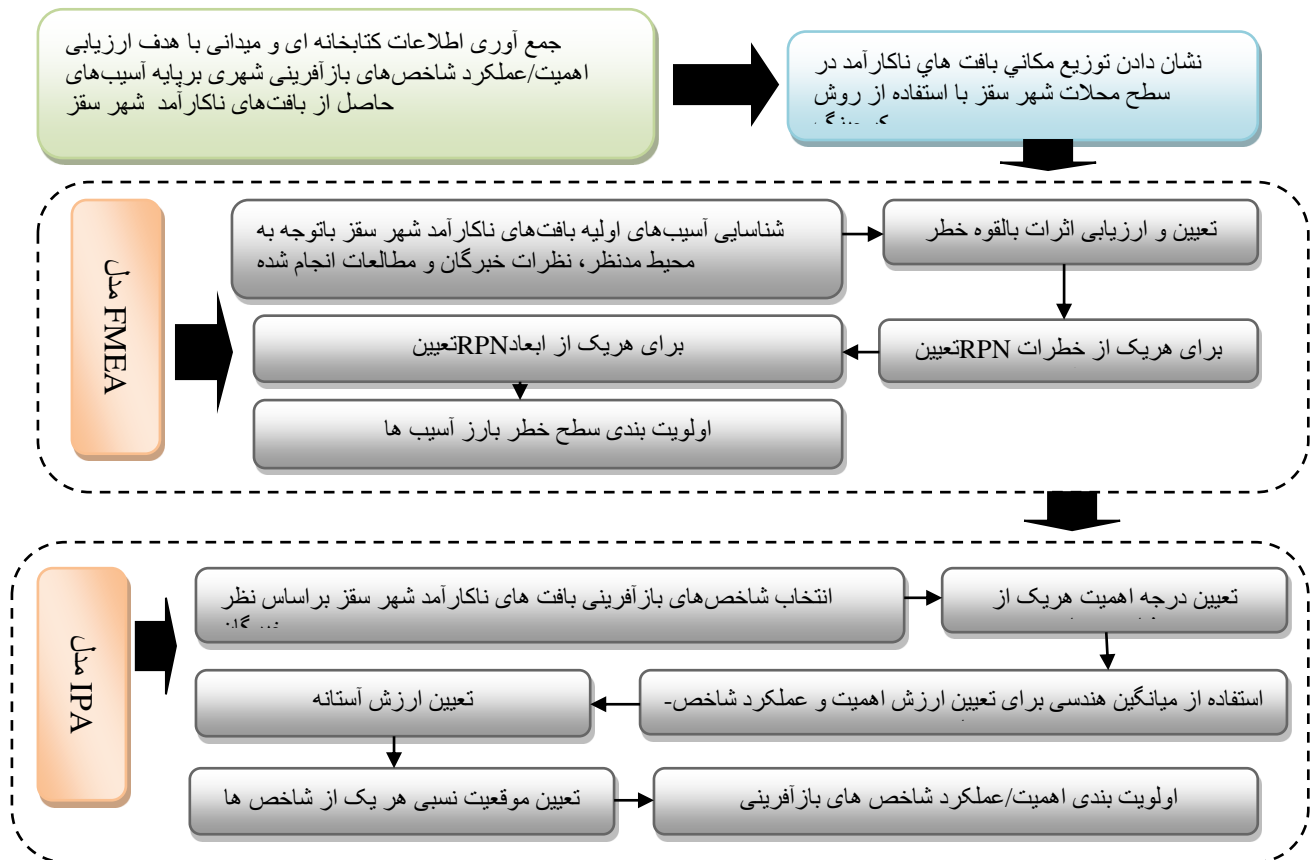 جمع آوری اطلاعات کتابخانه ای و میدانی با هدف ارزیابی
اهمیت/عملکرد شاخص‌های بازآفرینی شهری برپایه آسیب‌های
حاصل از بافت‌های ناکارآمد شهر سقز
نشان دادن توزیع مکاني بافت هاي ناکارآمد در
سطح محلات شهر سقز با استفاده از روش
مدل FMEA
شناسایی آسیب‌های اولیه بافت‌های ناکارآمد شهر سقز باتوجه به
محیط مدنظر، نظرات خبرگان و مطالعات انجام شده
تعیین و ارزیابی اثرات بالقوه خطر
برای هریک از خطرات RPNتعیین
برای هریک از ابعادRPNتعیین
اولویت بندی سطح خطر بارز آسیب ها
مدل IPA
انتخاب شاخص‌های بازآفرینی بافت های ناکارآمد شهر سقز براساس نظر
تعیین درجه اهمیت هریک از
استفاده از میانگین هندسی برای تعیین ارزش اهمیت و عملکرد شاخص-
تعیین ارزش آستانه
تعیین موقعیت نسبی هر یک از شاخص ها
اولویت بندی اهمیت/عملکرد شاخص های بازآفرینی